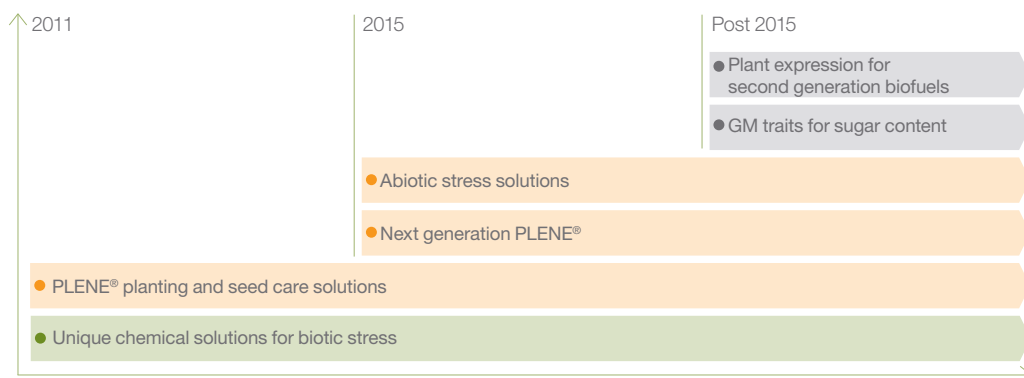 2011
2015
Post 2015
Plant expression for
second generation biofuels
GM traits for sugar content
Abiotic stress solutions
Next generation PLENE®
PLENE® planting and seed care solutions
Unique chemical solutions for biotic stress